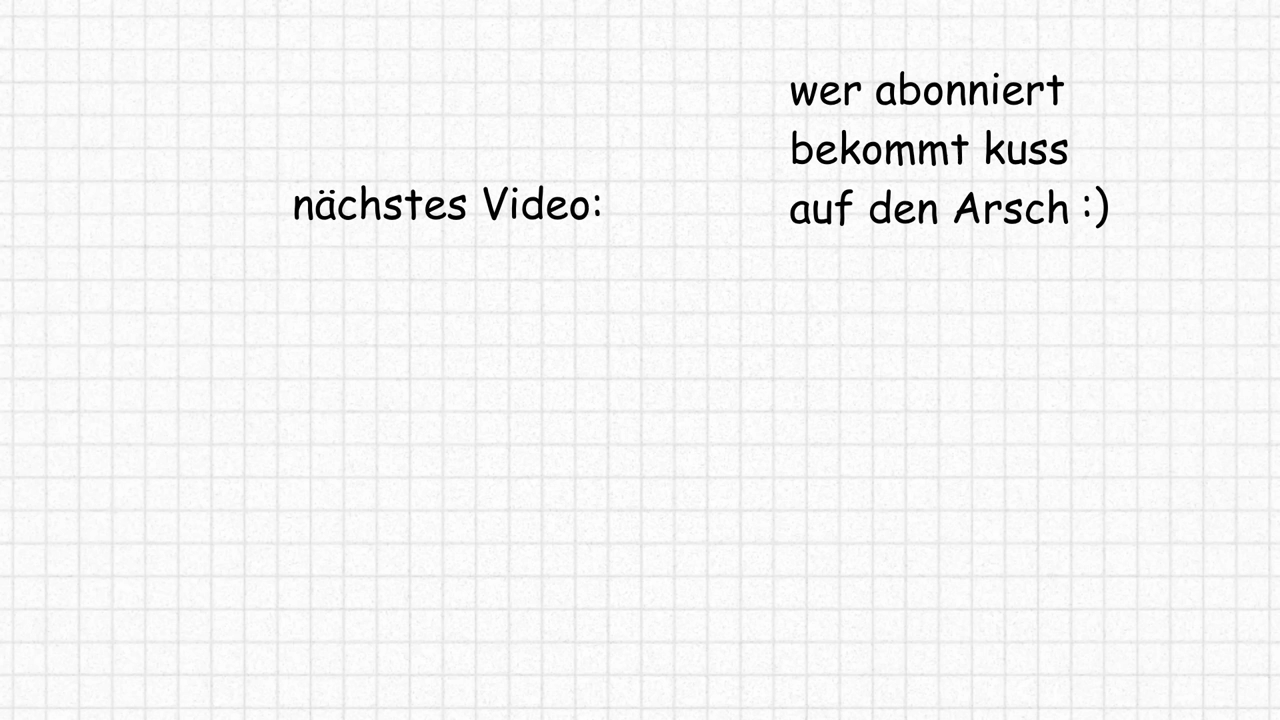 nächstes Video:
wer abonniert
bekommt kuss
auf den Arsch :)